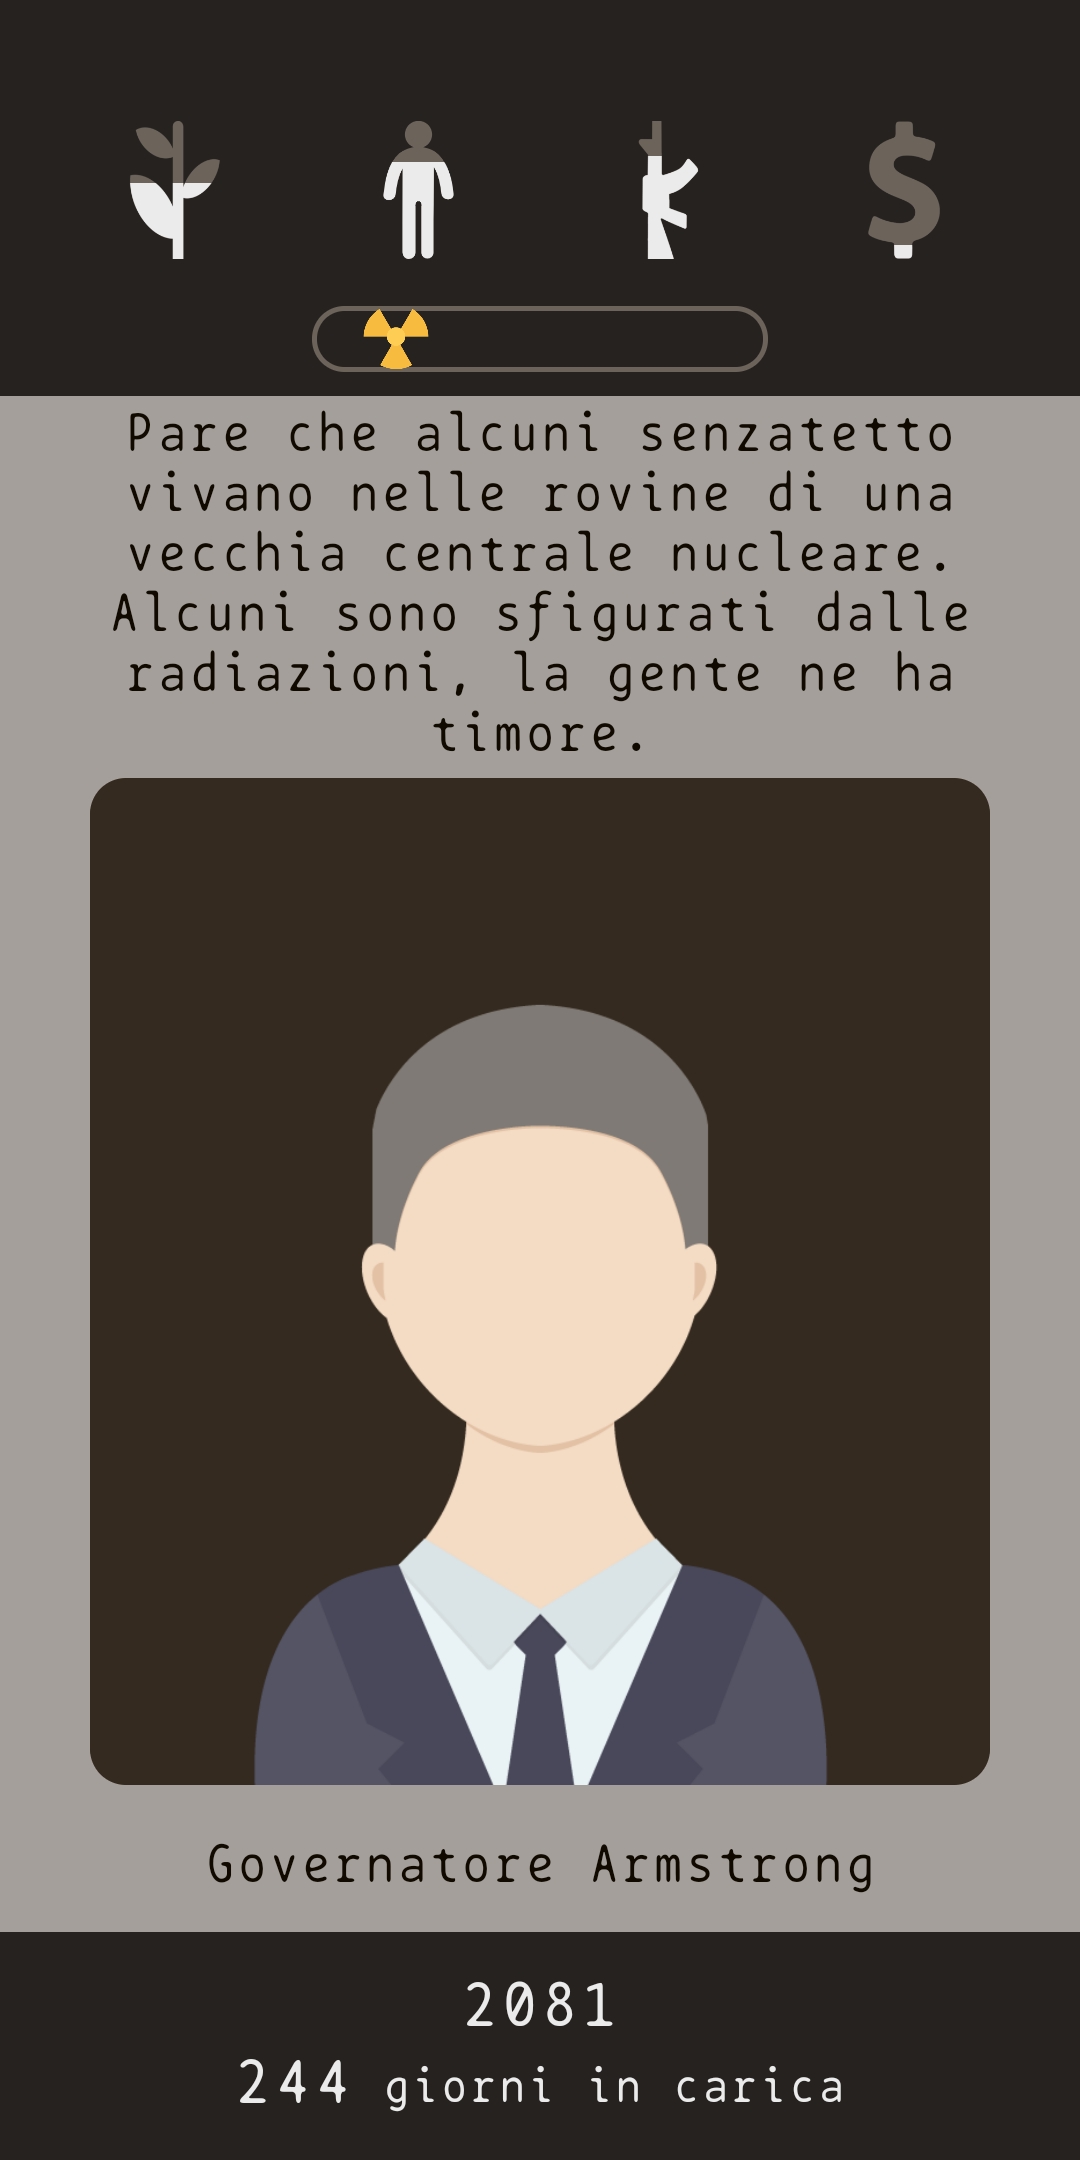 Pare che alcuni senzatetto
vivano nelle rovine di una
vecchia centrale nucleare.
Alcuni sono sfigurati dalle
radiazioni, la gente ne ha
timore.
Governatore Armstrong
2081
244 giorni in carica